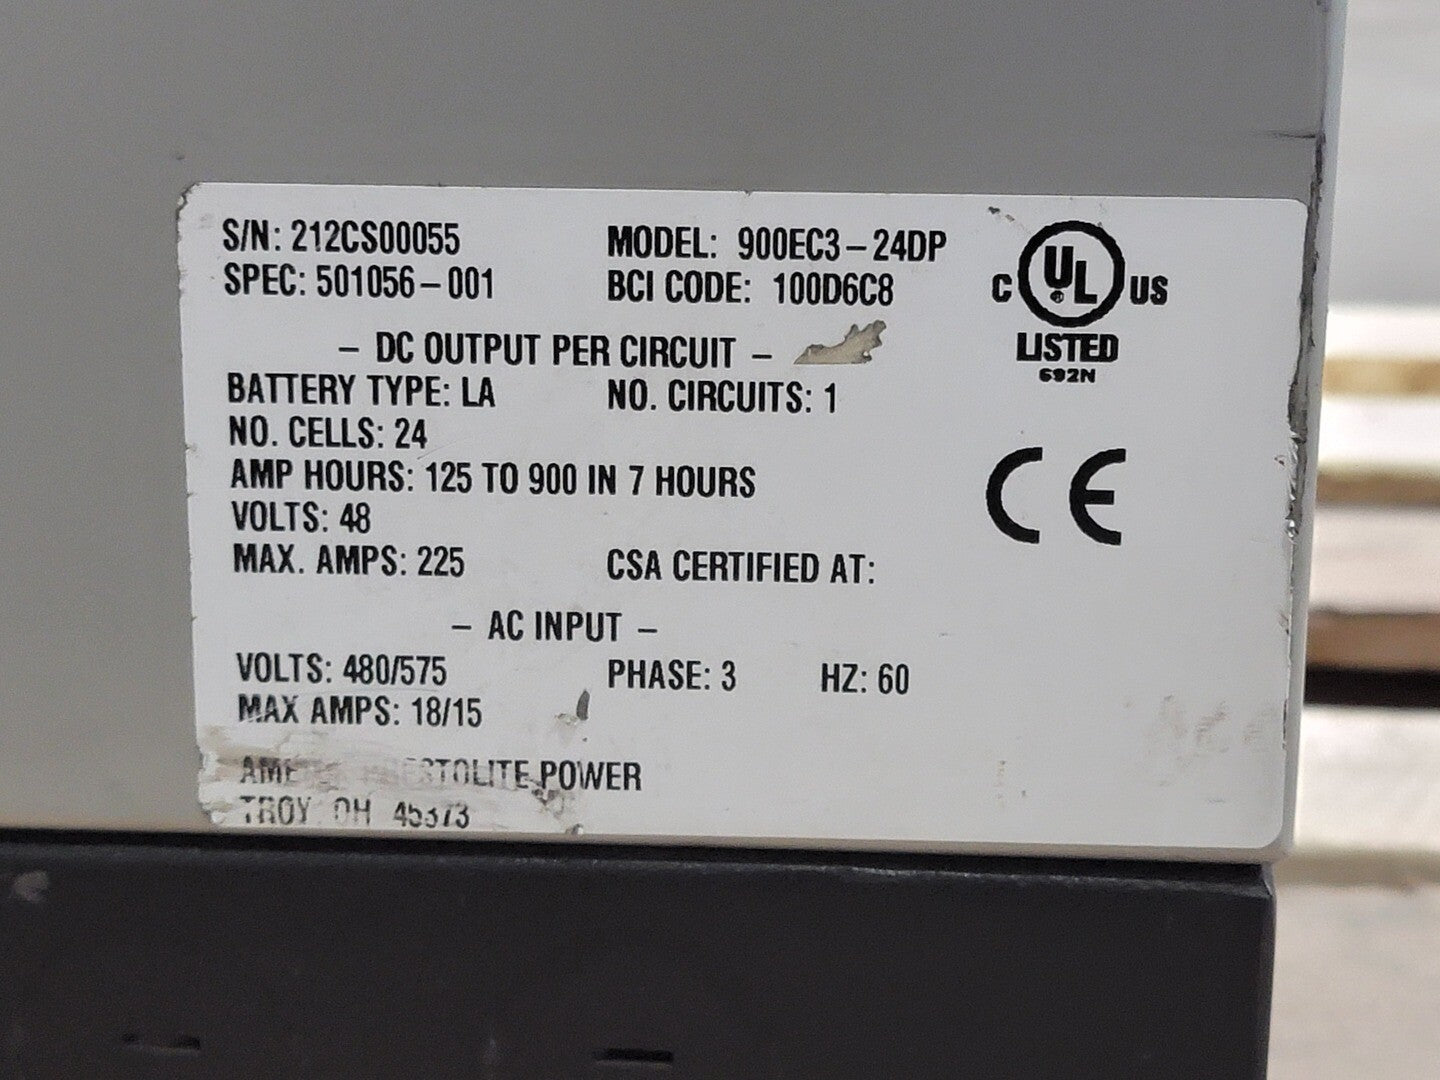 S/N: 212CS00055 MODEL: 900EC3-24DP
SPEC: 501056-001 BCI CODE: 100D6C8
C UL ® US
LISTED
692N
- DC OUTPUT PER CIRCUIT -
BATTERY TYPE: LA NO. CIRCUITS: 1
NO. CELLS: 24
AMP HOURS: 125 TO 900 IN 7 HOURS
VOLTS: 48
CE
MAX. AMPS: 225 CSA CERTIFIED AT:
- AC INPUT -
VOLTS: 480/575 PHASE: 3 HZ: 60
MAX AMPS: 18/15
POWER
TROY OH 45373